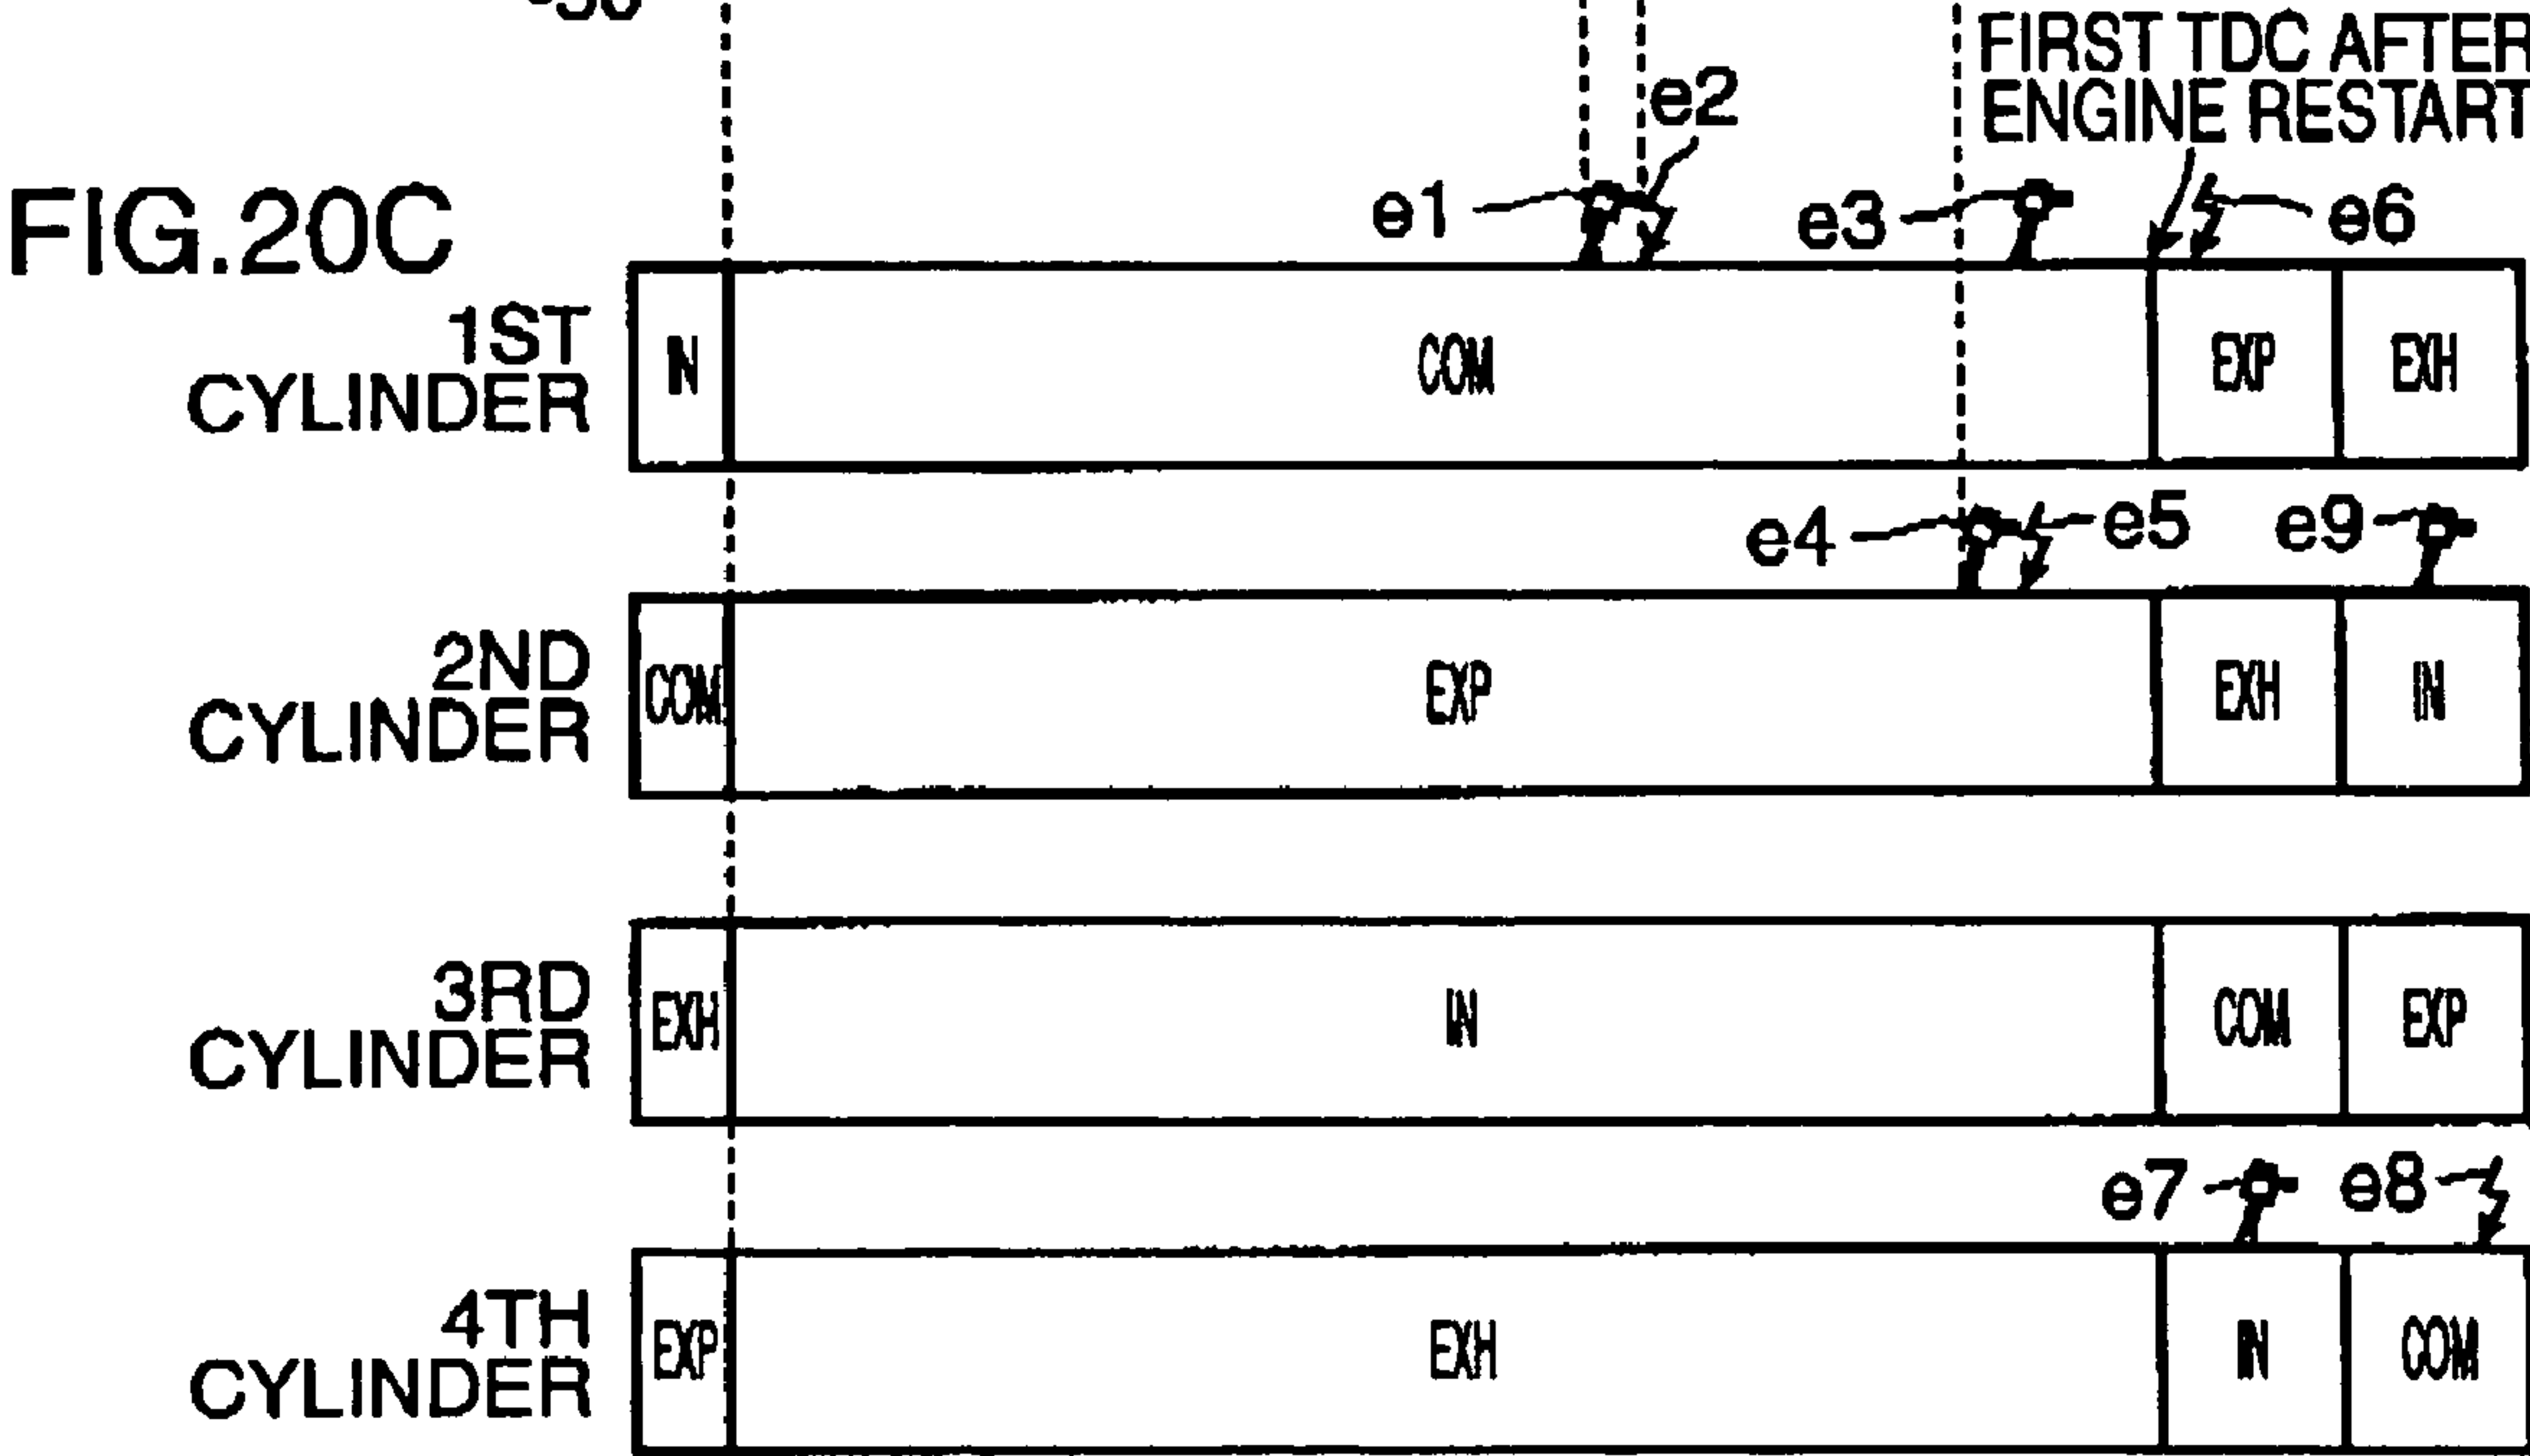 FIRST TDC AFTER
ENGINE RESTART
e2
FIG.20C
e1
e3
e6
1ST
CYLINDER
IN
COM
EXP
EXH
e4
e5
e9
2ND
CYLINDER
COM
EXP
EXH
IN
3RD
CYLINDER
EXH
IN
COM
EXP
e7
e8
4TH
CYLINDER
EXP
EXH
IN
COM